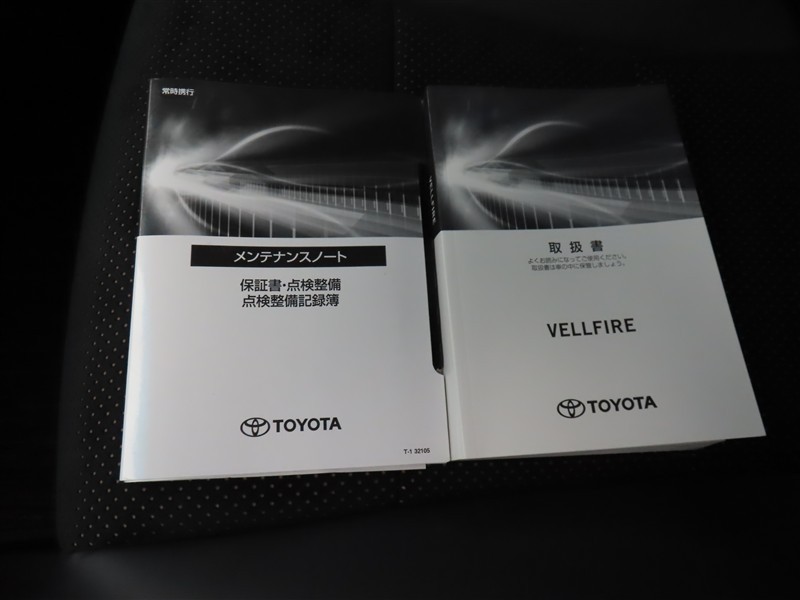 常時携行
メンテナンスノート
保証書・点検整備
点検整備記録簿
TOYOTA
T-1 32105
VELLFIRE
取扱書
よくお読みになってご使用ください。
取扱書は車の中に保管しましょう。
VELLFIRE
TOYOTA